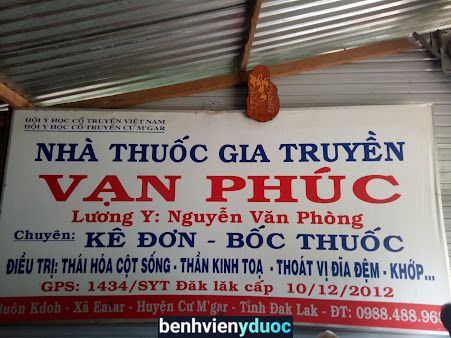 HỘI Y HỌC CỔ TRUYỀN VIỆT NAM
HỘI Y HỌC CỔ TRUYỀN CƯ M'GAR
NHÀ THUỐC GIA TRUYỀN
VẠN PHÚC
Lương Y: Nguyễn Văn Phòng
Chuyên: KÊ ĐƠN - BỐC THUỐC
ĐIỀU TRỊ: THÁI HÓA CỘT SỐNG - THẦN KINH TOẠ - THOÁT VỊ ĐĨA ĐỆM - KHỚP...
GPS: 1434/SYT Đăk lăk cấp 10/12/2012
Buôn Kdoh - Xã Eatar - Huyện Cư M'gar - Tỉnh Đak Lak - ĐT: 0988.488.96
benhvienyduoc